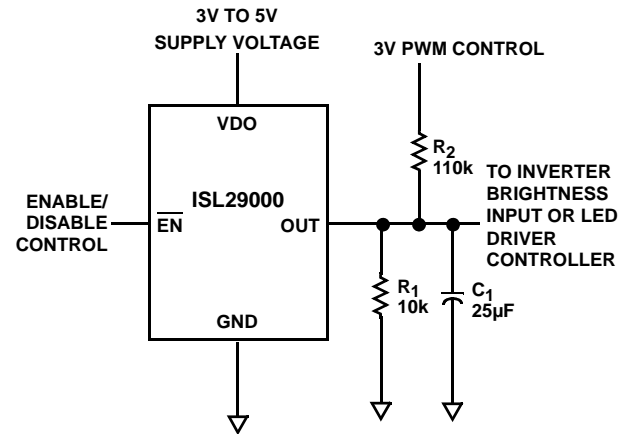 3V TO 5V
SUPPLY VOLTAGE
3V PWM CONTROL
VDO
R2
110k
ENABLE/
DISABLE
CONTROL
EN
ISL29000
OUT
TO INVERTER
BRIGHTNESS
INPUT OR LED
DRIVER
CONTROLLER
R1
10k
C1
25µF
GND